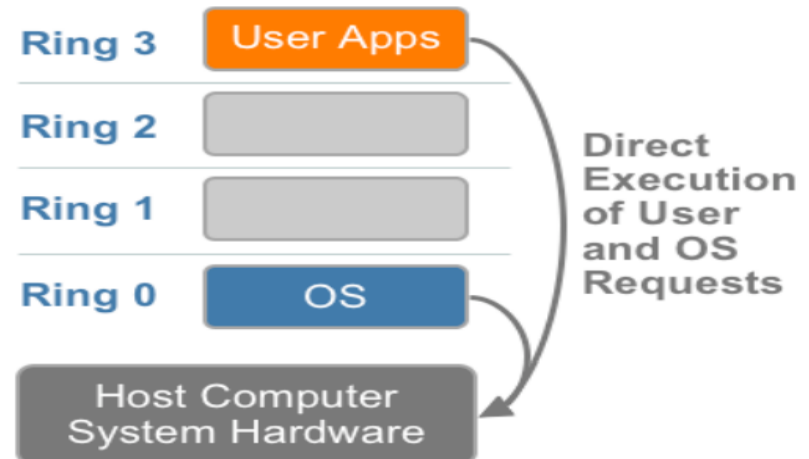 Ring 3
User Apps
Ring 2
Ring 1
Ring 0
OS
Direct
Execution
of User
and OS
Requests
Host Computer
System Hardware